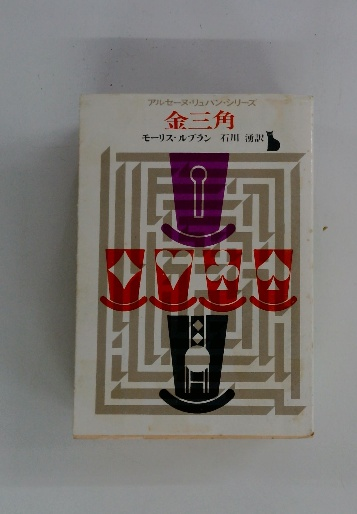 アルセーヌ・リュパン・シリーズ
金三角
モーリス・ルブラン 石川 湧訳